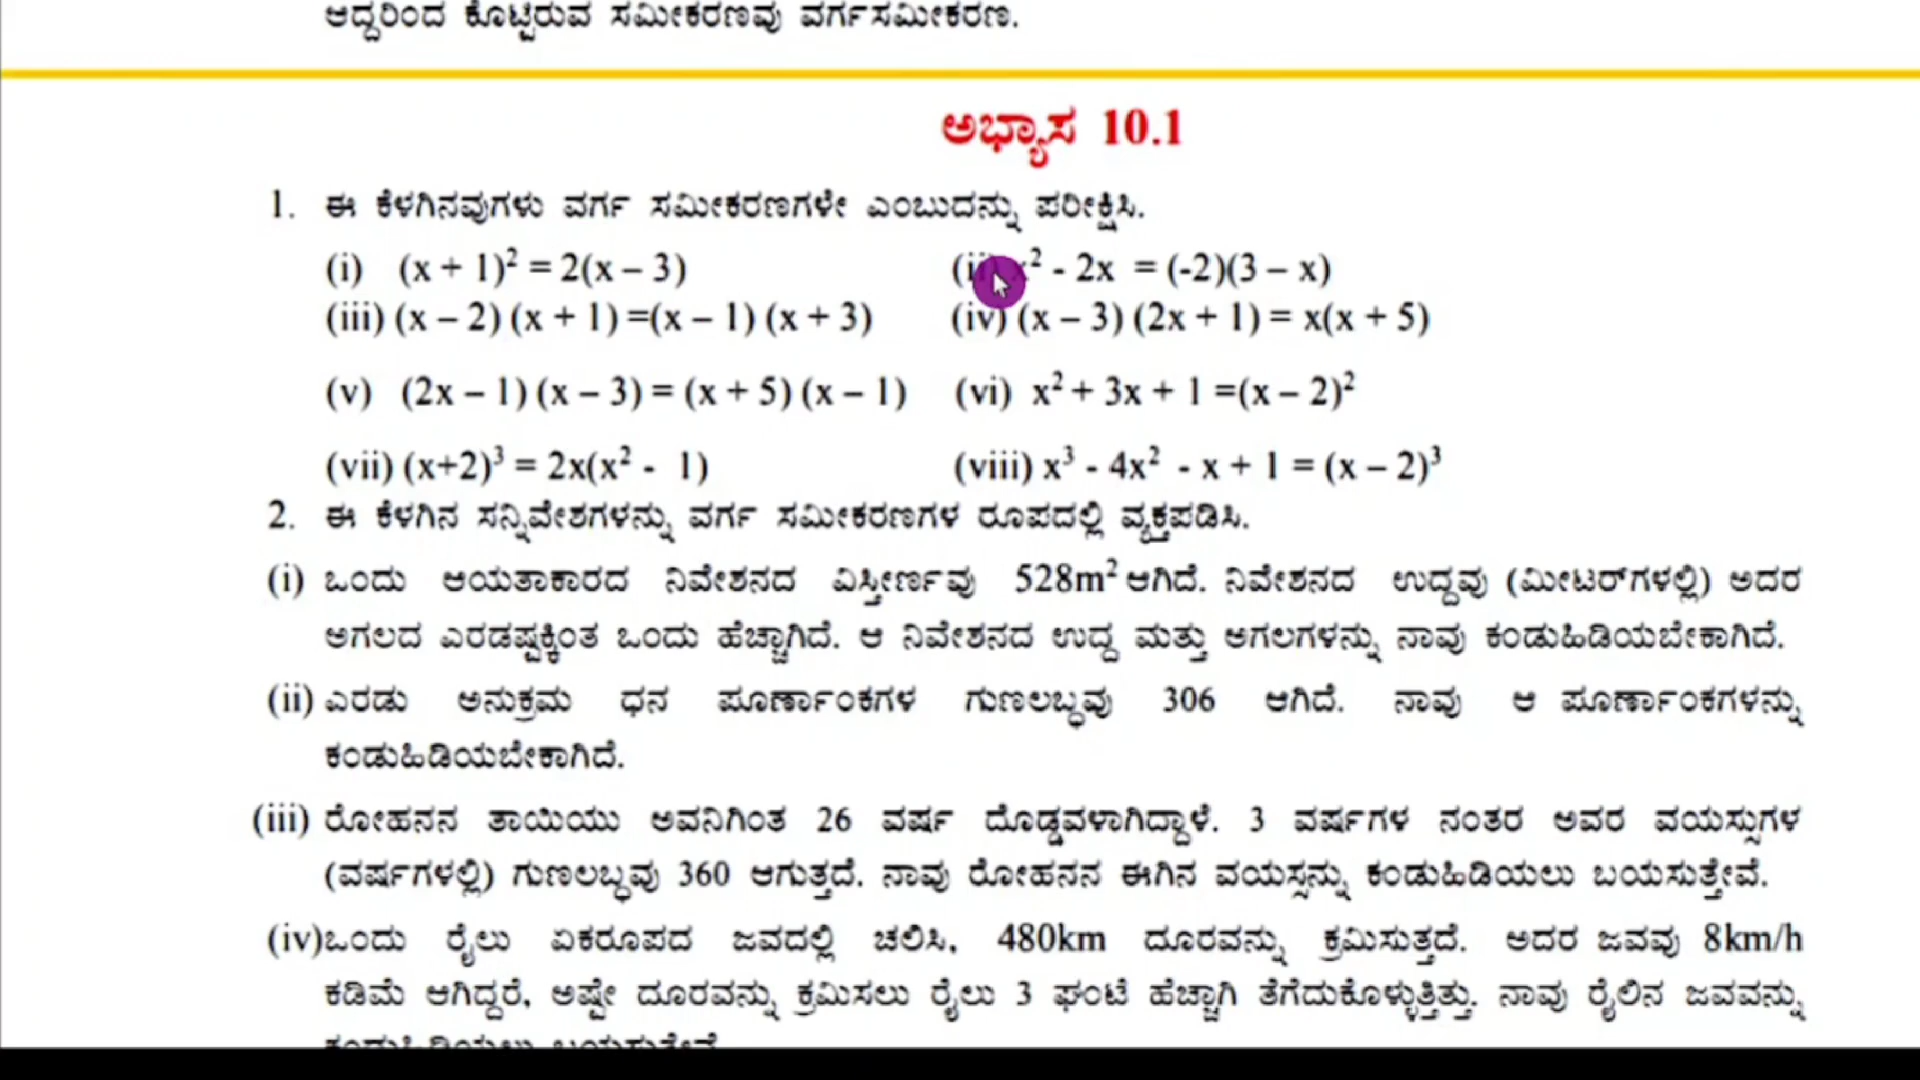 ಆದ್ದರಿಂದ ಕೊಟ್ಟಿರುವ ಸಮೀಕರಣವು ವರ್ಗಸಮೀಕರಣ.
ಅಭ್ಯಾಸ 10.1
1. ಈ ಕೆಳಗಿನವುಗಳು ವರ್ಗ ಸಮೀಕರಣಗಳೇ ಎಂಬುದನ್ನು ಪರೀಕ್ಷಿಸಿ.
(i) (x + 1)² = 2(x – 3) (ii) x² - 2x = (-2)(3 – x)
(iii) (x – 2) (x + 1) =(x – 1) (x + 3) (iv) (x – 3) (2x + 1) = x(x + 5)
(v) (2x – 1) (x – 3) = (x + 5) (x – 1) (vi) x² + 3x + 1 =(x – 2)²
(vii) (x+2)³ = 2x(x² - 1) (viii) x³ - 4x² - x + 1 = (x – 2)³
2. ಈ ಕೆಳಗಿನ ಸನ್ನಿವೇಶಗಳನ್ನು ವರ್ಗ ಸಮೀಕರಣಗಳ ರೂಪದಲ್ಲಿ ವ್ಯಕ್ತಪಡಿಸಿ.
(i) ಒಂದು ಆಯತಾಕಾರದ ನಿವೇಶನದ ವಿಸ್ತೀರ್ಣವು 528m² ಆಗಿದೆ. ನಿವೇಶನದ ಉದ್ದವು (ಮೀಟರ್‌ಗಳಲ್ಲಿ) ಅದರ
ಅಗಲದ ಎರಡಷ್ಟಕ್ಕಿಂತ ಒಂದು ಹೆಚ್ಚಾಗಿದೆ. ಆ ನಿವೇಶನದ ಉದ್ದ ಮತ್ತು ಅಗಲಗಳನ್ನು ನಾವು ಕಂಡುಹಿಡಿಯಬೇಕಾಗಿದೆ.
(ii) ಎರಡು ಅನುಕ್ರಮ ಧನ ಪೂರ್ಣಾಂಕಗಳ ಗುಣಲಬ್ಧವು 306 ಆಗಿದೆ. ನಾವು ಆ ಪೂರ್ಣಾಂಕಗಳನ್ನು
ಕಂಡುಹಿಡಿಯಬೇಕಾಗಿದೆ.
(iii) ರೋಹನನ ತಾಯಿಯು ಅವನಿಗಿಂತ 26 ವರ್ಷ ದೊಡ್ಡವಳಾಗಿದ್ದಾಳೆ. 3 ವರ್ಷಗಳ ನಂತರ ಅವರ ವಯಸ್ಸುಗಳ
(ವರ್ಷಗಳಲ್ಲಿ) ಗುಣಲಬ್ಧವು 360 ಆಗುತ್ತದೆ. ನಾವು ರೋಹನನ ಈಗಿನ ವಯಸ್ಸನ್ನು ಕಂಡುಹಿಡಿಯಲು ಬಯಸುತ್ತೇವೆ.
(iv)ಒಂದು ರೈಲು ಏಕರೂಪದ ಜವದಲ್ಲಿ ಚಲಿಸಿ, 480km ದೂರವನ್ನು ಕ್ರಮಿಸುತ್ತದೆ. ಅದರ ಜವವು 8km/h
ಕಡಿಮೆ ಆಗಿದ್ದರೆ, ಅಷ್ಟೇ ದೂರವನ್ನು ಕ್ರಮಿಸಲು ರೈಲು 3 ಘಂಟೆ ಹೆಚ್ಚಾಗಿ ತೆಗೆದುಕೊಳ್ಳುತ್ತಿತ್ತು. ನಾವು ರೈಲಿನ ಜವವನ್ನು
ಕಂಡುಹಿಡಿಯಲು ಬಯಸುತ್ತೇವೆ